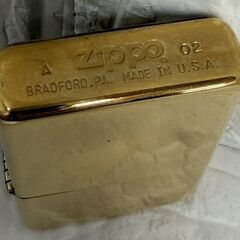 A Zippo 02
BRADFORD.PA. MADE IN U.S.A.